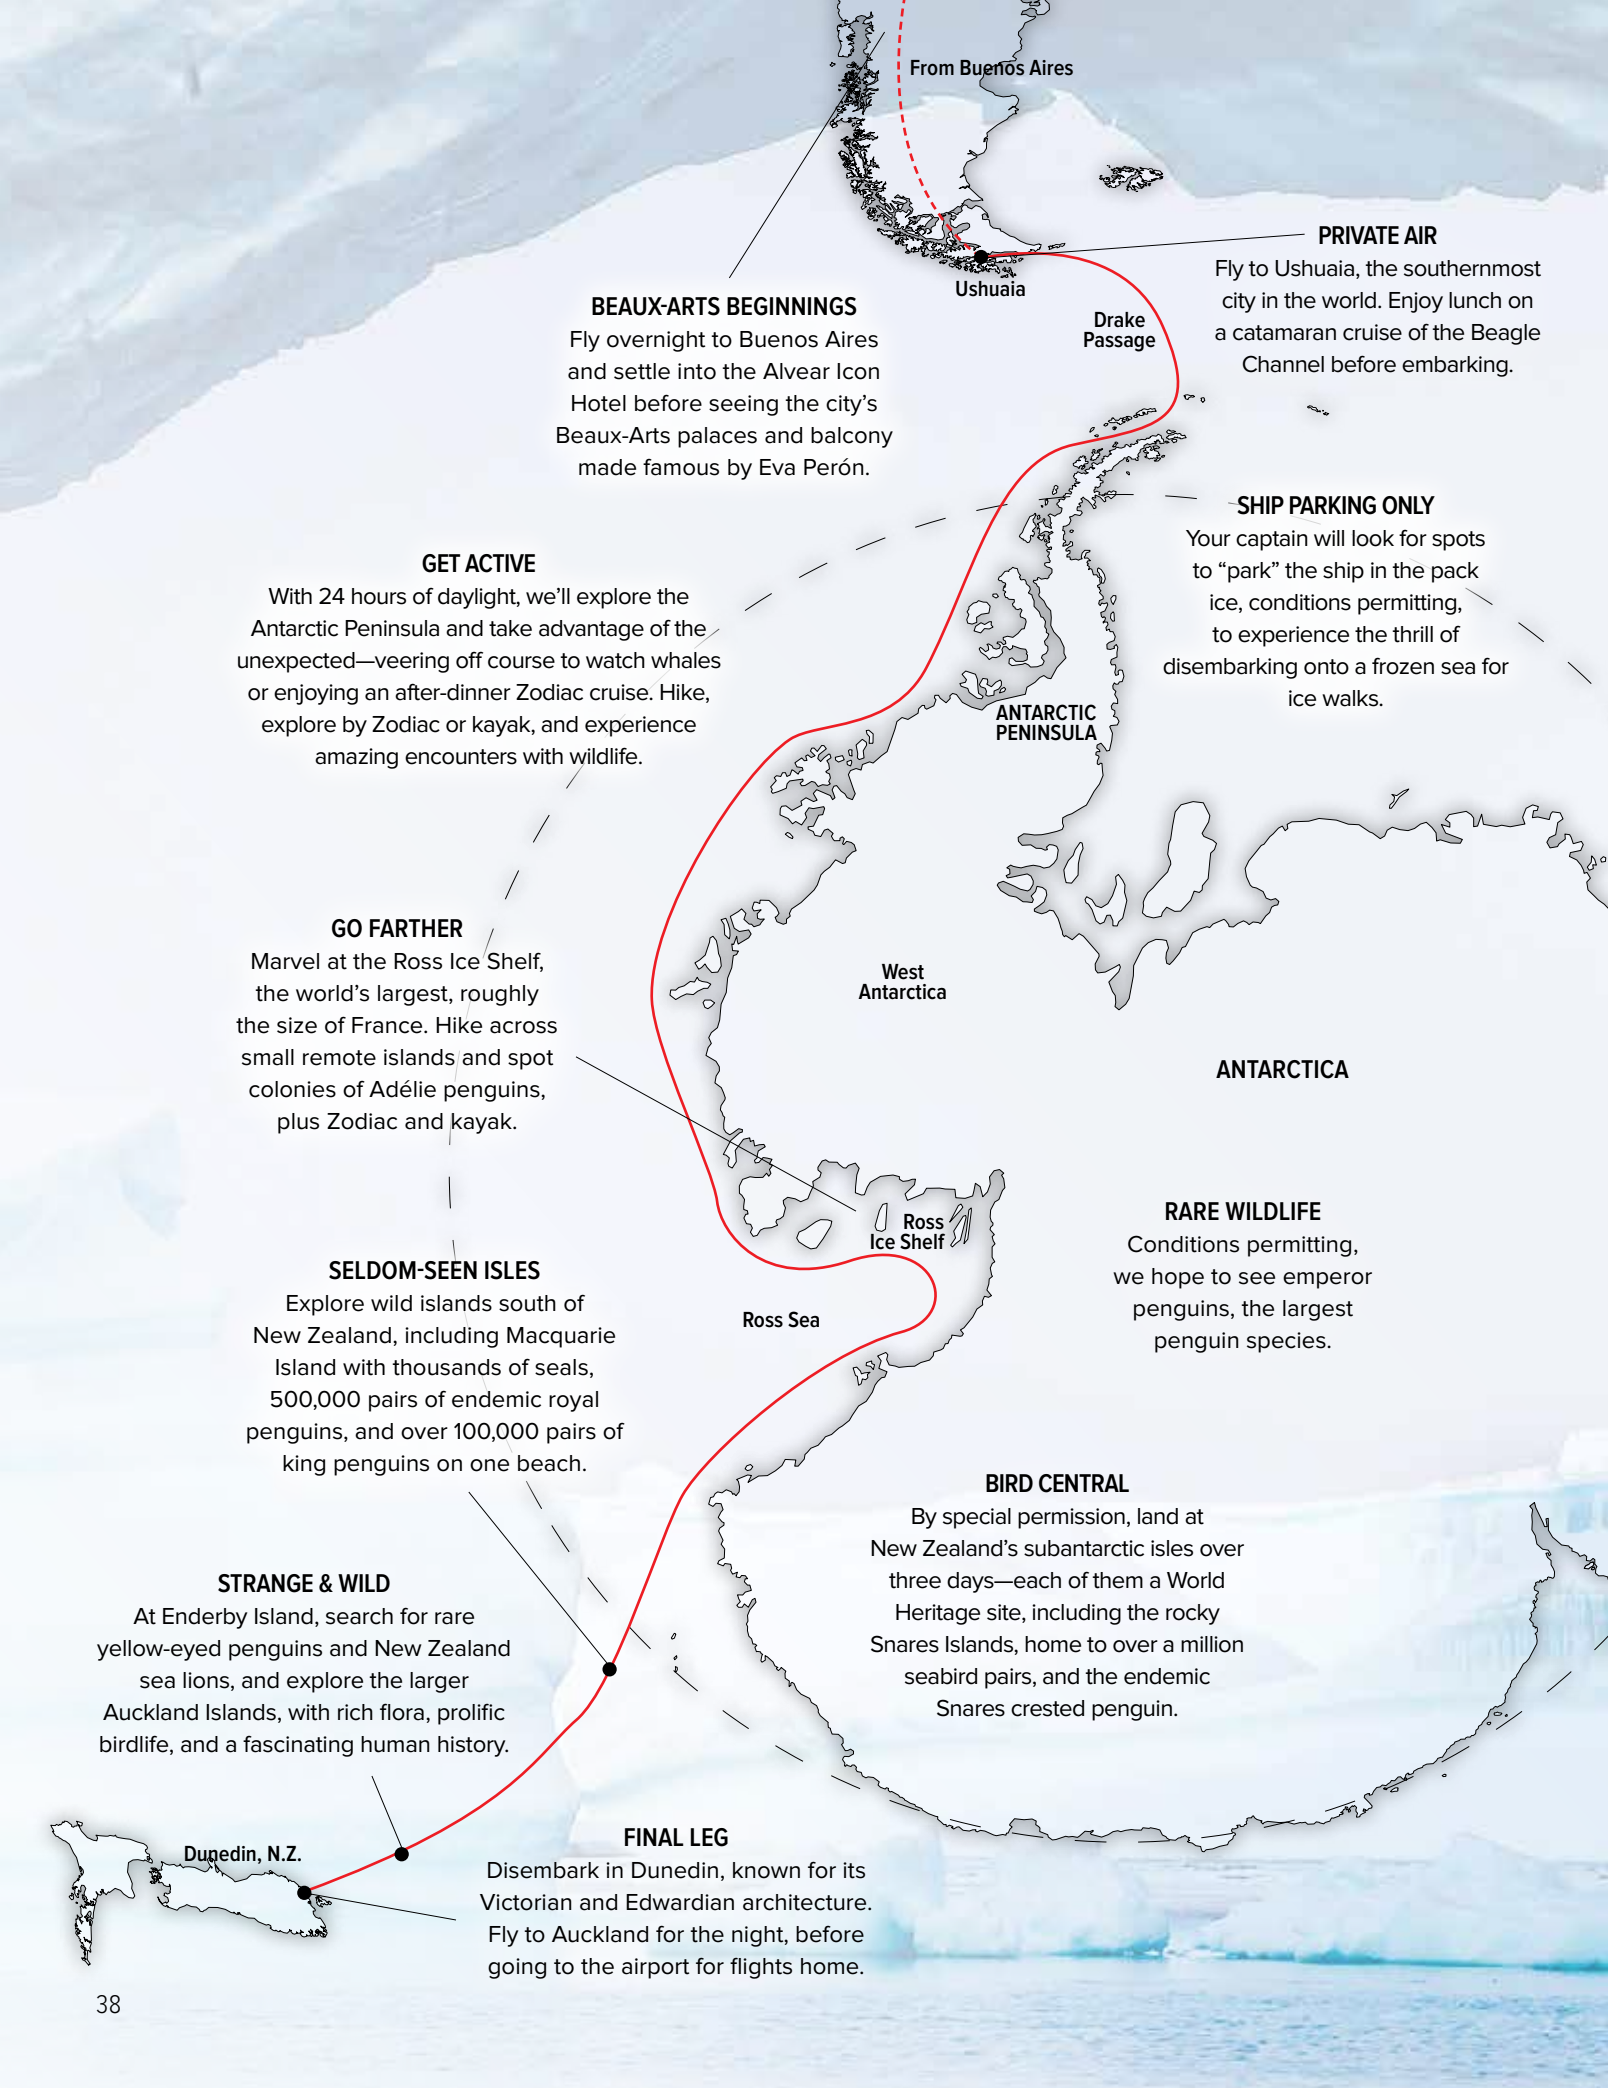 From Buenos Aires
Ushuaia
Drake
Passage
PRIVATE AIR
Fly to Ushuaia, the southernmost
city in the world. Enjoy lunch on
a catamaran cruise of the Beagle
Channel before embarking.
BEAUX-ARTS BEGINNINGS
Fly overnight to Buenos Aires
and settle into the Alvear Icon
Hotel before seeing the city’s
Beaux-Arts palaces and balcony
made famous by Eva Perón.
SHIP PARKING ONLY
Your captain will look for spots
to “park” the ship in the pack
ice, conditions permitting,
to experience the thrill of
disembarking onto a frozen sea for
ice walks.
GET ACTIVE
With 24 hours of daylight, we’ll explore the
Antarctic Peninsula and take advantage of the
unexpected—veering off course to watch whales
or enjoying an after-dinner Zodiac cruise. Hike,
explore by Zodiac or kayak, and experience
amazing encounters with wildlife.
ANTARCTIC
PENINSULA
GO FARTHER
Marvel at the Ross Ice Shelf,
the world’s largest, roughly
the size of France. Hike across
small remote islands and spot
colonies of Adélie penguins,
plus Zodiac and kayak.
West
Antarctica
ANTARCTICA
Ross
Ice Shelf
RARE WILDLIFE
Conditions permitting,
we hope to see emperor
penguins, the largest
penguin species.
SELDOM-SEEN ISLES
Explore wild islands south of
New Zealand, including Macquarie
Island with thousands of seals,
500,000 pairs of endemic royal
penguins, and over 100,000 pairs of
king penguins on one beach.
Ross Sea
BIRD CENTRAL
By special permission, land at
New Zealand’s subantarctic isles over
three days—each of them a World
Heritage site, including the rocky
Snares Islands, home to over a million
seabird pairs, and the endemic
Snares crested penguin.
STRANGE & WILD
At Enderby Island, search for rare
yellow-eyed penguins and New Zealand
sea lions, and explore the larger
Auckland Islands, with rich flora, prolific
birdlife, and a fascinating human history.
Dunedin, N.Z.
FINAL LEG
Disembark in Dunedin, known for its
Victorian and Edwardian architecture.
Fly to Auckland for the night, before
going to the airport for flights home.
38